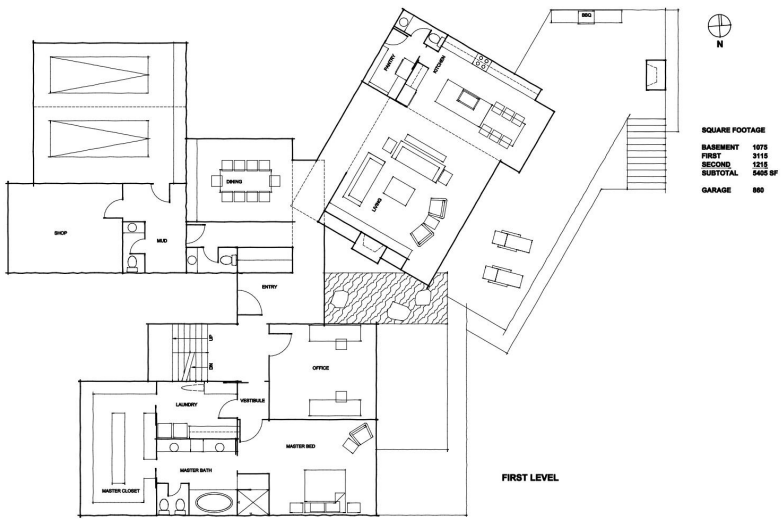 BBQ
N
PANTRY
KITCHEN
SQUARE FOOTAGE
BASEMENT 1075
FIRST 3115
SECOND 1215
SUBTOTAL 5405 SF
GARAGE 880
DINING
LIVING
SHOP
MUD
ENTRY
UP
DN
OFFICE
LAUNDRY
VESTIBULE
MASTER BED
MASTER BATH
MASTER CLOSET
FIRST LEVEL